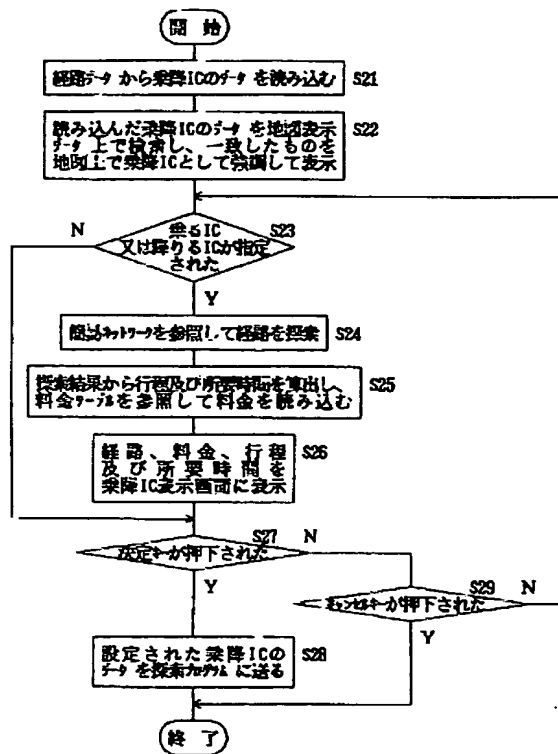 開 始
経路データから乗降ICのデータを読み込む
S21
読み込んだ乗降ICのデータを地図表示
データ上で検索し、一致したものを
地図上で乗降ICとして強調して表示
S22
N
乗るIC
又は降りるICが指定
された
S23
Y
簡易ネットワークを参照して経路を探索
S24
探索結果から行程及び所要時間を算出し、
料金テーブルを参照して料金を読み込む
S25
経路、料金、行程
及び所要時間を
乗降IC表示画面に表示
S26
決定キーが押下された
S27
N
Y
キャンセルキーが押下された
S29
N
Y
設定された乗降ICの
データを探索プログラムに送る
S28
終 了